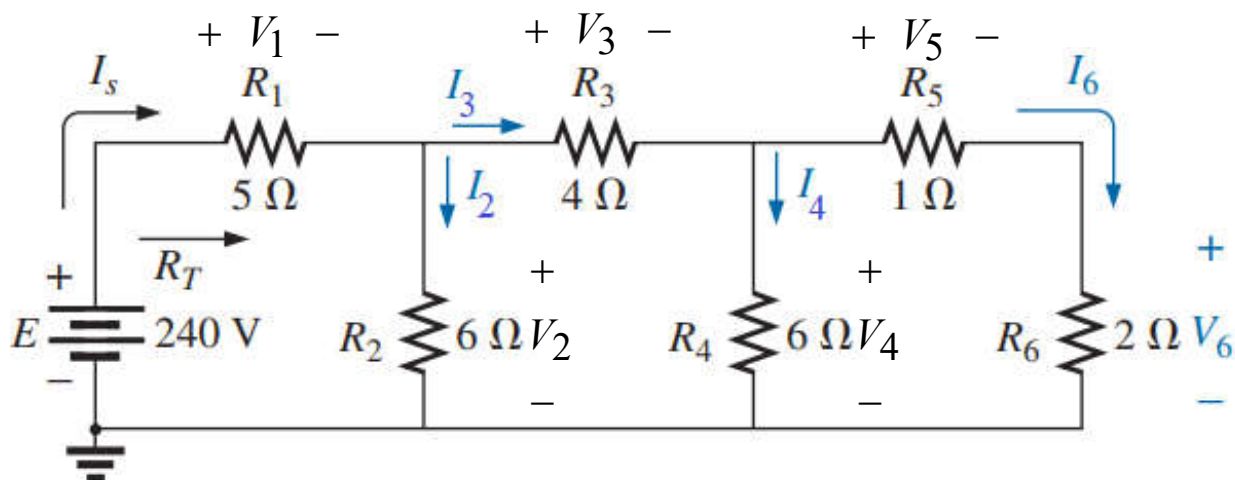 + V1 − + V3 − + V5 −
Is R1 I3 R3 R5 I6
5 Ω I2 4 Ω I4 1 Ω
RT
+ + + +
E 240 V R2 6 Ω V2 R4 6 Ω V4 R6 2 Ω V6
− − − −